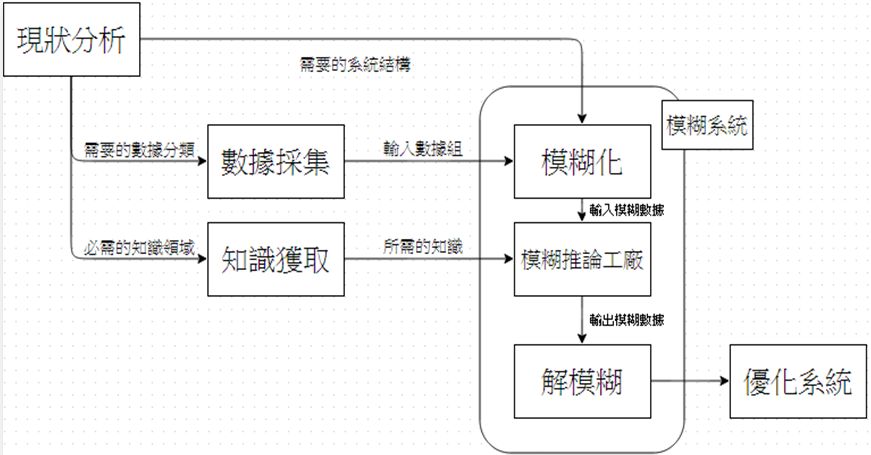 現狀分析
需要的系統結構
模糊系統
需要的數據分類
數據採集
輸入數據組
模糊化
輸入模糊數據
必需的知識領域
知識獲取
所需的知識
模糊推論工廠
輸出模糊數據
解模糊
優化系統